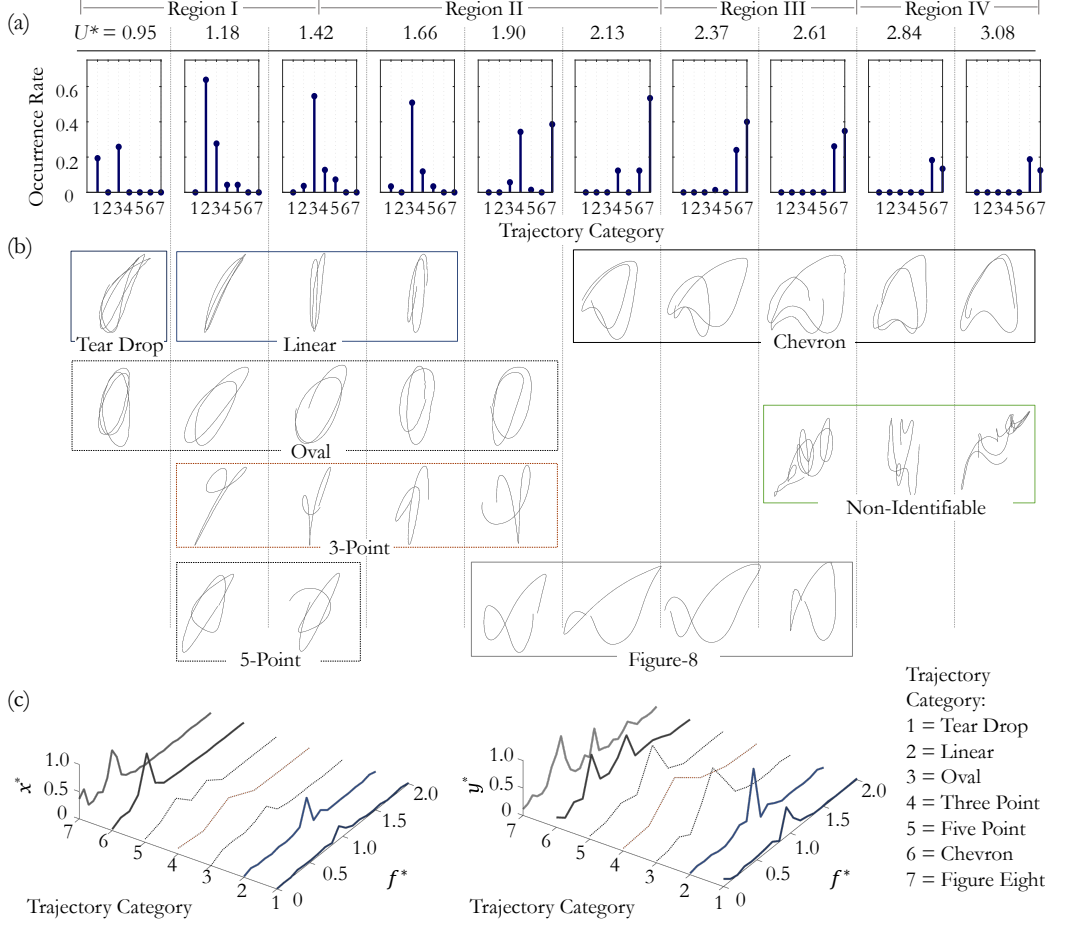 Region I Region II Region III Region IV
(a)
U* = 0.95 1.18 1.42 1.66 1.90 2.13 2.37 2.61 2.84 3.08
Occurrence Rate
0.6
0.4
0.2
0
1234567 1234567 1234567 1234567 1234567 1234567 1234567 1234567 1234567 1234567
Trajectory Category
(b)
Tear Drop Linear Chevron
Oval
Non-Identifiable
3-Point
5-Point Figure-8
(c)
x*
1.0
0.5
0
7 6 5 4 3 2 1
0 0.5 1.0 1.5 2.0
f*
Trajectory Category
y*
1.0
0.5
0
7 6 5 4 3 2 1
0 0.5 1.0 1.5 2.0
f*
Trajectory Category
Trajectory
Category:
1 = Tear Drop
2 = Linear
3 = Oval
4 = Three Point
5 = Five Point
6 = Chevron
7 = Figure Eight